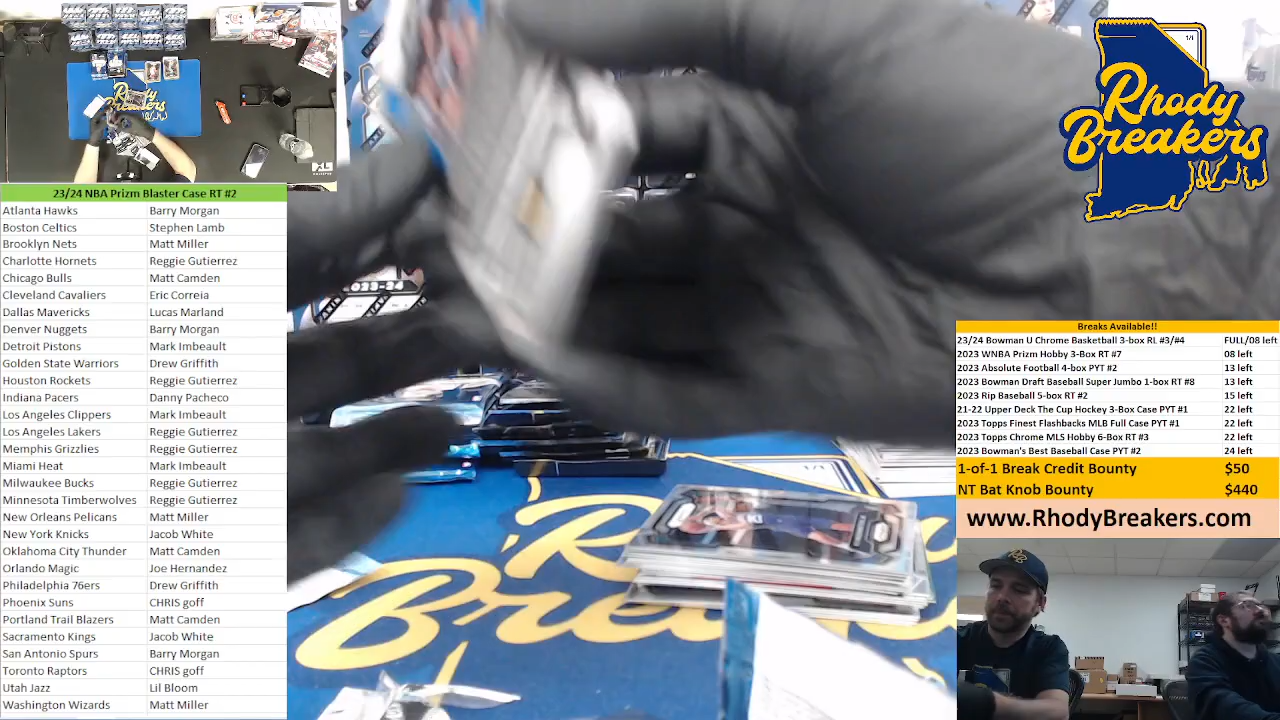 23/24 NBA Prizm Blaster Case RT #2
Atlanta Hawks Barry Morgan
Boston Celtics Stephen Lamb
Brooklyn Nets Matt Miller
Charlotte Hornets Reggie Gutierrez
Chicago Bulls Matt Camden
Cleveland Cavaliers Eric Correia
Dallas Mavericks Lucas Marland
Denver Nuggets Barry Morgan
Detroit Pistons Mark Imbeault
Golden State Warriors Drew Griffith
Houston Rockets Reggie Gutierrez
Indiana Pacers Danny Pacheco
Los Angeles Clippers Mark Imbeault
Los Angeles Lakers Reggie Gutierrez
Memphis Grizzlies Reggie Gutierrez
Miami Heat Mark Imbeault
Milwaukee Bucks Reggie Gutierrez
Minnesota Timberwolves Reggie Gutierrez
New Orleans Pelicans Matt Miller
New York Knicks Jacob White
Oklahoma City Thunder Matt Camden
Orlando Magic Joe Hernandez
Philadelphia 76ers Drew Griffith
Phoenix Suns CHRIS goff
Portland Trail Blazers Matt Camden
Sacramento Kings Jacob White
San Antonio Spurs Barry Morgan
Toronto Raptors CHRIS goff
Utah Jazz Lil Bloom
Washington Wizards Matt Miller
Rhody
Breakers
XL
2023-24
Rhody
Breakers
1/1
Rhody
Breakers
Breaks Available!!
23/24 Bowman U Chrome Basketball 3-box RL #3/#4 FULL/08 left
2023 WNBA Prizm Hobby 3-Box RT #7 08 left
2023 Absolute Football 4-box PYT #2 13 left
2023 Bowman Draft Baseball Super Jumbo 1-box RT #8 13 left
2023 Rip Baseball 5-box RT #2 15 left
21-22 Upper Deck The Cup Hockey 3-Box Case PYT #1 22 left
2023 Topps Finest Flashbacks MLB Full Case PYT #1 22 left
2023 Topps Chrome MLS Hobby 6-Box RT #3 22 left
2023 Bowman's Best Baseball Case PYT #2 24 left
1-of-1 Break Credit Bounty $50
NT Bat Knob Bounty $440
www.RhodyBreakers.com